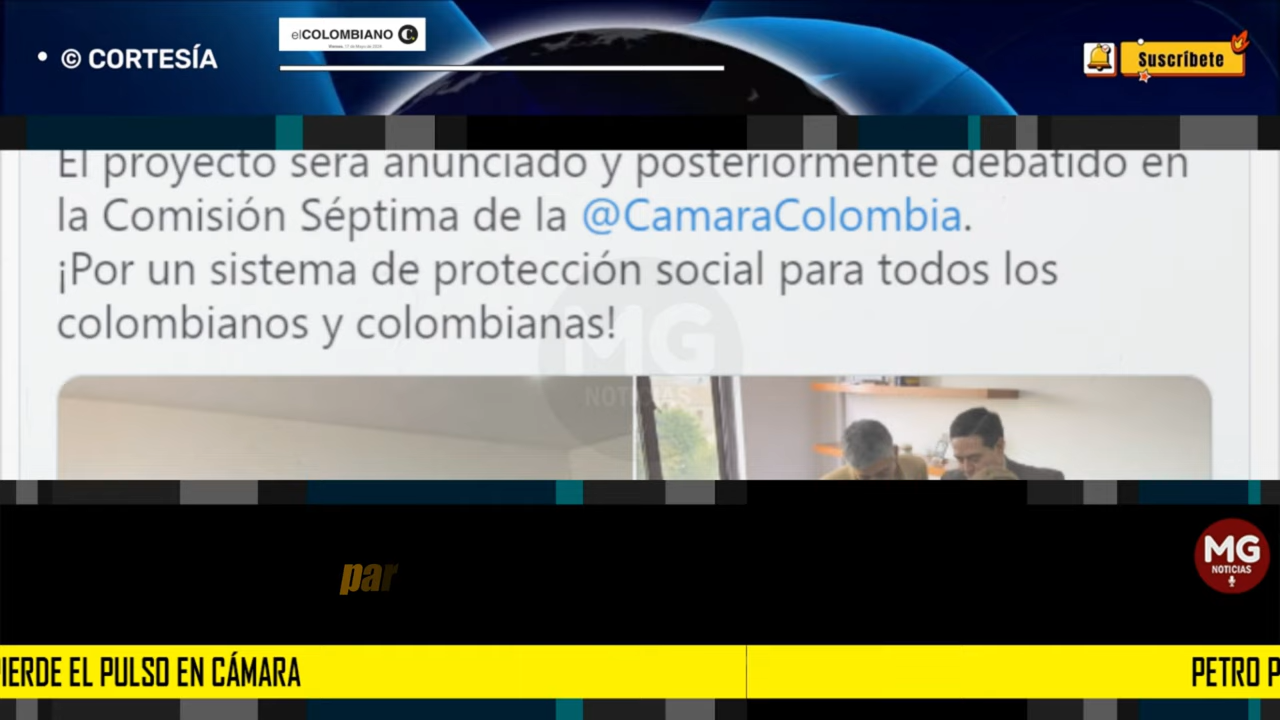 © CORTESÍA
elCOLOMBIANO
Suscríbete
El proyecto será anunciado y posteriormente debatido en
la Comisión Séptima de la @CamaraColombia.
¡Por un sistema de protección social para todos los
colombianos y colombianas!
MG
NOTICIAS
par
MG
NOTICIAS
IERDE EL PULSO EN CÁMARA
PETRO P